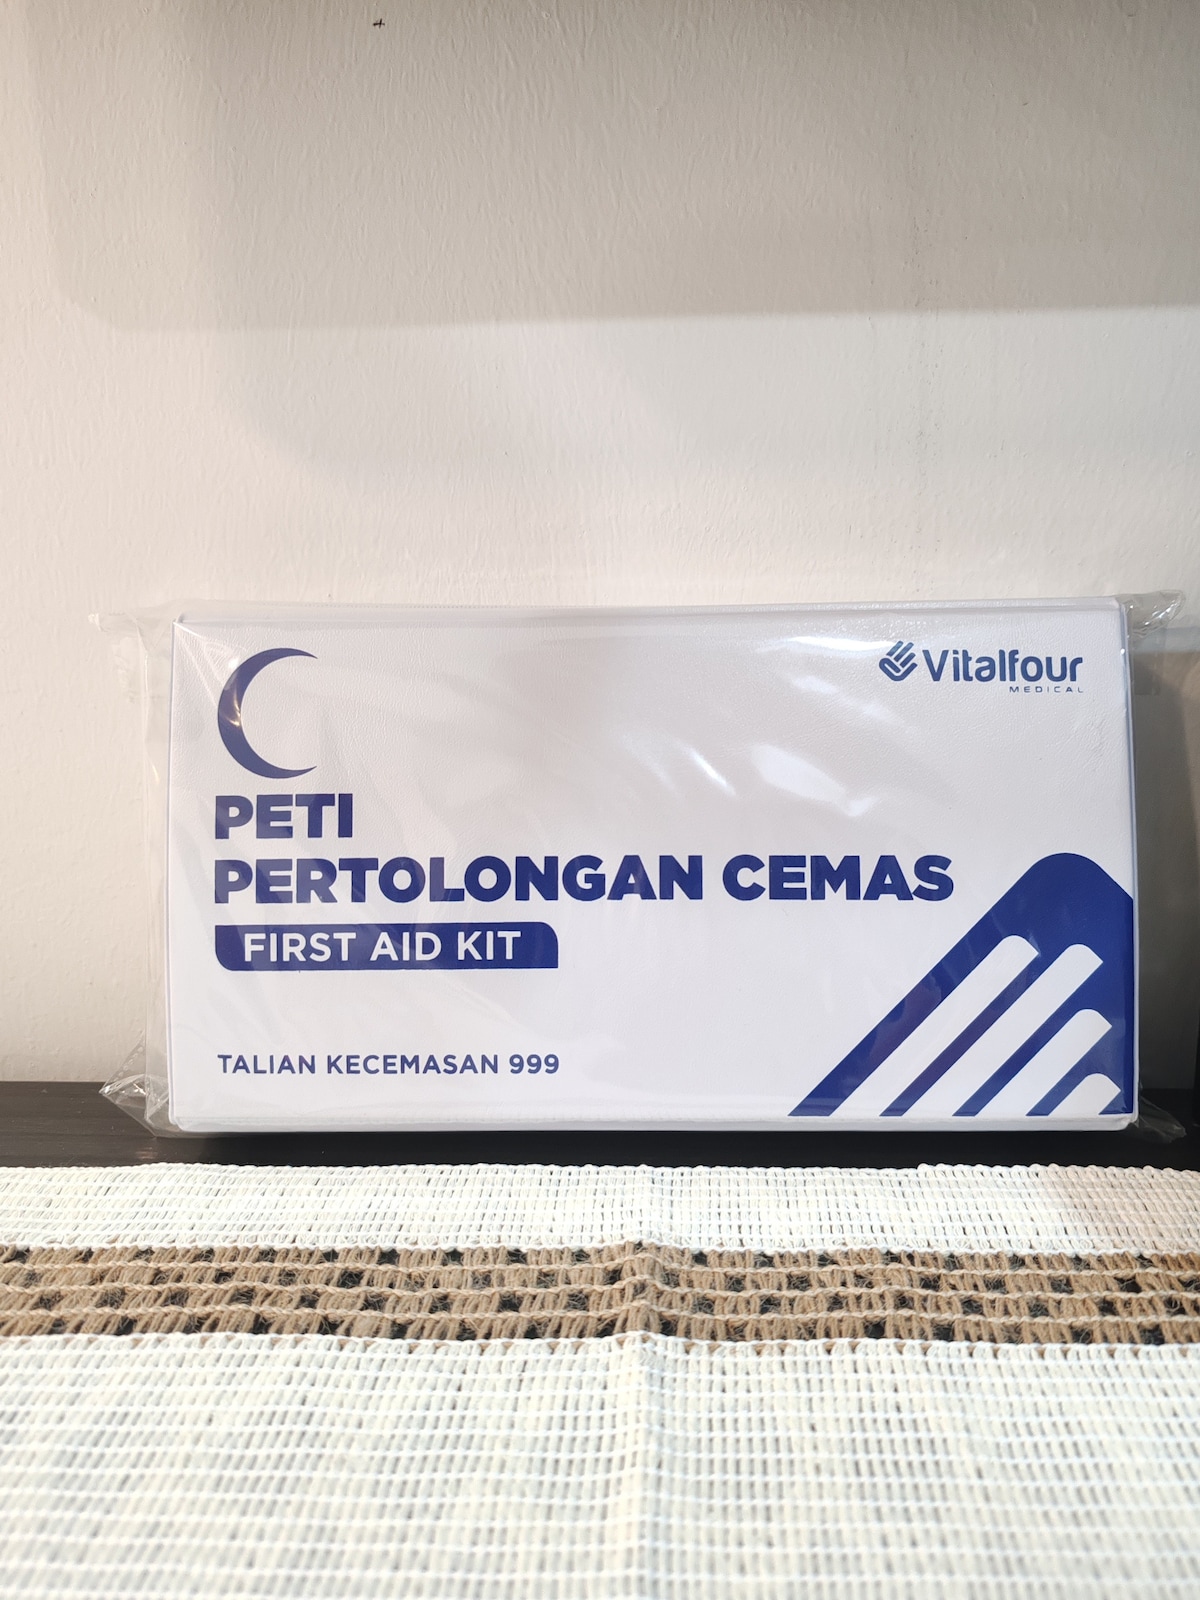 Vitalfour
MEDICAL
PETI
PERTOLONGAN CEMAS
FIRST AID KIT
TALIAN KECEMASAN 999